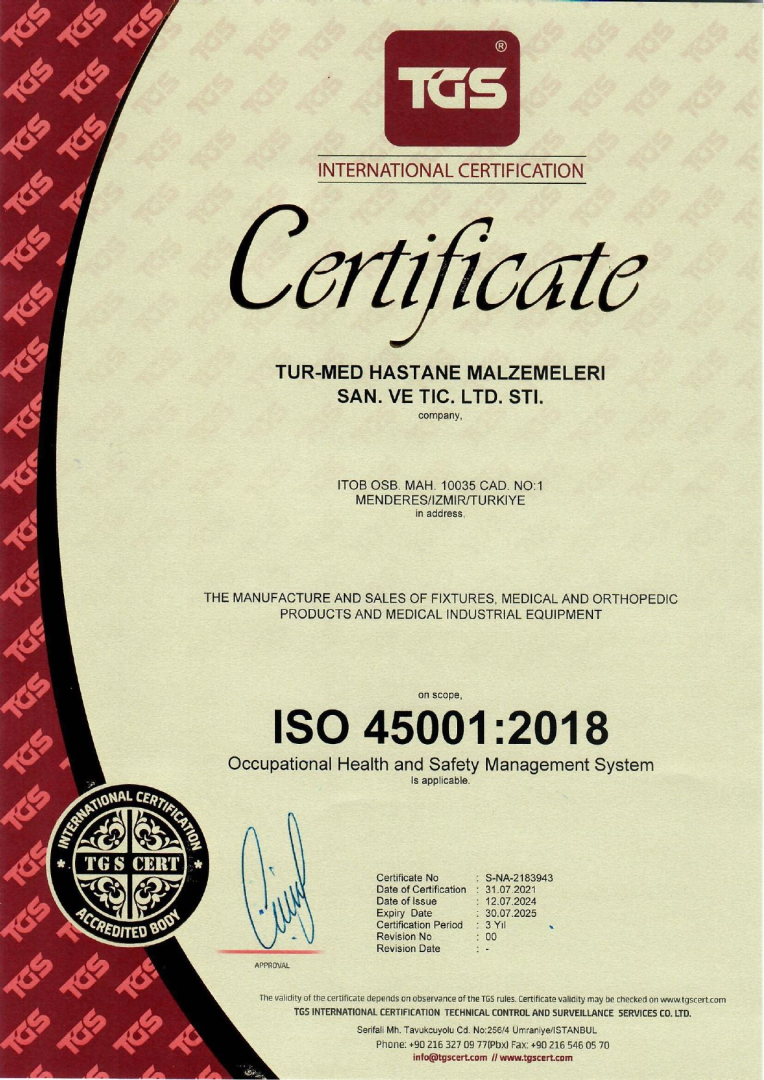 TGS ®
INTERNATIONAL CERTIFICATION
Certificate
TUR-MED HASTANE MALZEMELERI
SAN. VE TIC. LTD. STI.
company,
ITOB OSB. MAH. 10035 CAD. NO:1
MENDERES/IZMIR/TURKIYE
in address,
THE MANUFACTURE AND SALES OF FIXTURES, MEDICAL AND ORTHOPEDIC
PRODUCTS AND MEDICAL INDUSTRIAL EQUIPMENT
on scope,
ISO 45001:2018
Occupational Health and Safety Management System
is applicable.
INTERNATIONAL CERTIFICATION
TGS CERT
ACCREDITED BODY
APPROVAL
Certificate No : S-NA-2183943
Date of Certification : 31.07.2021
Date of Issue : 12.07.2024
Expiry Date : 30.07.2025
Certification Period : 3 Yil
Revision No : 00
Revision Date : -
The validity of the certificate depends on observance of the TGS rules. Certificate validity may be checked on www.tgscert.com
TGS INTERNATIONAL CERTIFICATION TECHNICAL CONTROL AND SURVEILLANCE SERVICES CO. LTD.
Serifali Mh. Tavukcuyolu Cd. No:256/4 Umraniye/ISTANBUL
Phone: +90 216 327 09 77(Pbx) Fax: +90 216 546 05 70
info@tgscert.com // www.tgscert.com